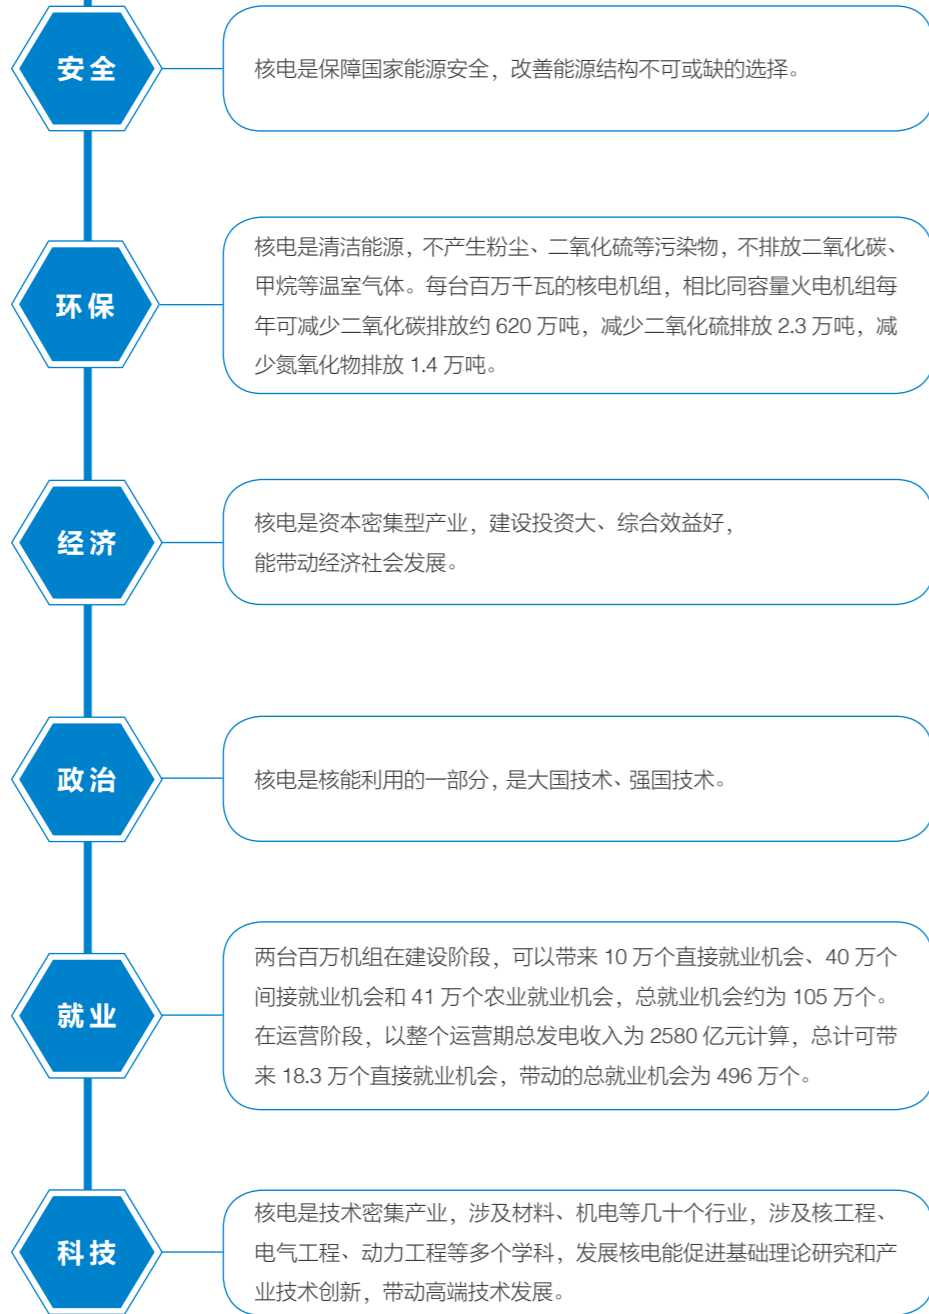 安全
核电是保障国家能源安全，改善能源结构不可或缺的选择。
环保
核电是清洁能源，不产生粉尘、二氧化硫等污染物，不排放二氧化碳、
甲烷等温室气体。每台百万千瓦的核电机组，相比同容量火电机组每
年可减少二氧化碳排放约 620 万吨，减少二氧化硫排放 2.3 万吨，减
少氮氧化物排放 1.4 万吨。
经济
核电是资本密集型产业，建设投资大、综合效益好，
能带动经济社会发展。
政治
核电是核能利用的一部分，是大国技术、强国技术。
就业
两台百万机组在建设阶段，可以带来 10 万个直接就业机会、40 万个
间接就业机会和 41 万个农业就业机会，总就业机会约为 105 万个。
在运营阶段，以整个运营期总发电收入为 2580 亿元计算，总计可带
来 18.3 万个直接就业机会，带动的总就业机会为 496 万个。
科技
核电是技术密集产业，涉及材料、机电等几十个行业，涉及核工程、
电气工程、动力工程等多个学科，发展核电能促进基础理论研究和产
业技术创新，带动高端技术发展。